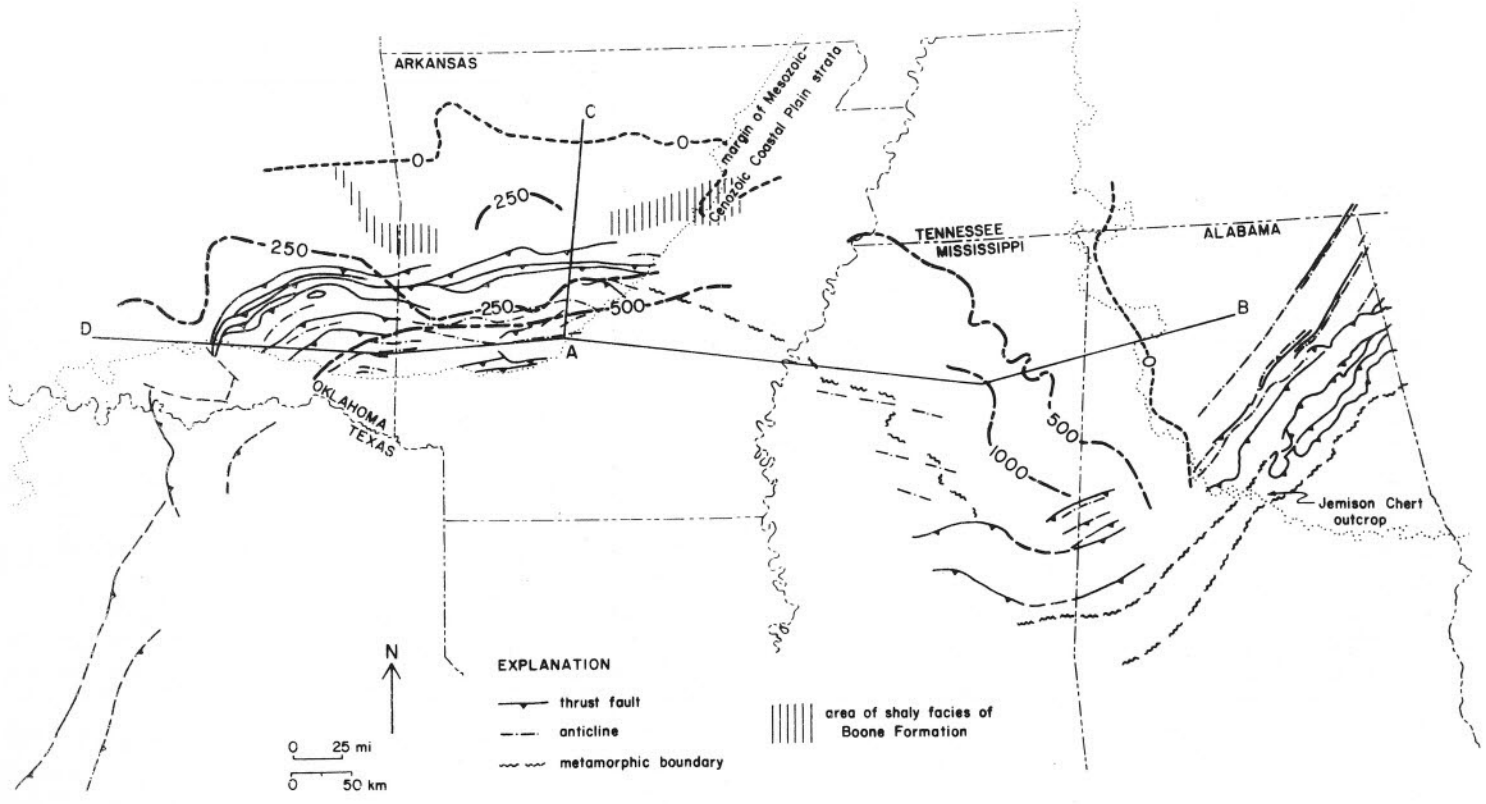 ARKANSAS
C
margin of Mesozoic-
Cenozoic Coastal Plain strata
0
0
250
TENNESSEE
MISSISSIPPI
ALABAMA
250
250
500
D
A
B
0
OKLAHOMA
TEXAS
500
1000
Jemison Chert
outcrop
N
EXPLANATION
thrust fault
anticline
metamorphic boundary
area of shaly facies of
Boone Formation
0 25 mi
0 50 km